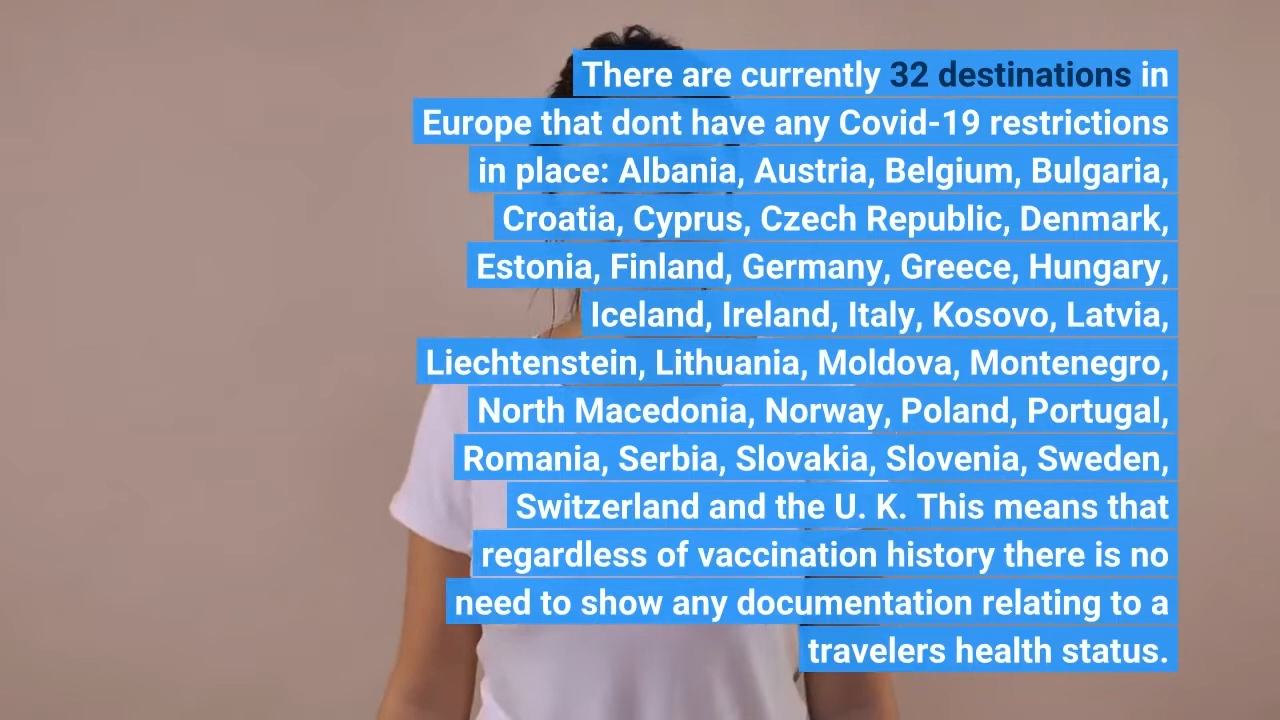 There are currently 32 destinations in
Europe that dont have any Covid-19 restrictions
in place: Albania, Austria, Belgium, Bulgaria,
Croatia, Cyprus, Czech Republic, Denmark,
Estonia, Finland, Germany, Greece, Hungary,
Iceland, Ireland, Italy, Kosovo, Latvia,
Liechtenstein, Lithuania, Moldova, Montenegro,
North Macedonia, Norway, Poland, Portugal,
Romania, Serbia, Slovakia, Slovenia, Sweden,
Switzerland and the U. K. This means that
regardless of vaccination history there is no
need to show any documentation relating to a
travelers health status.